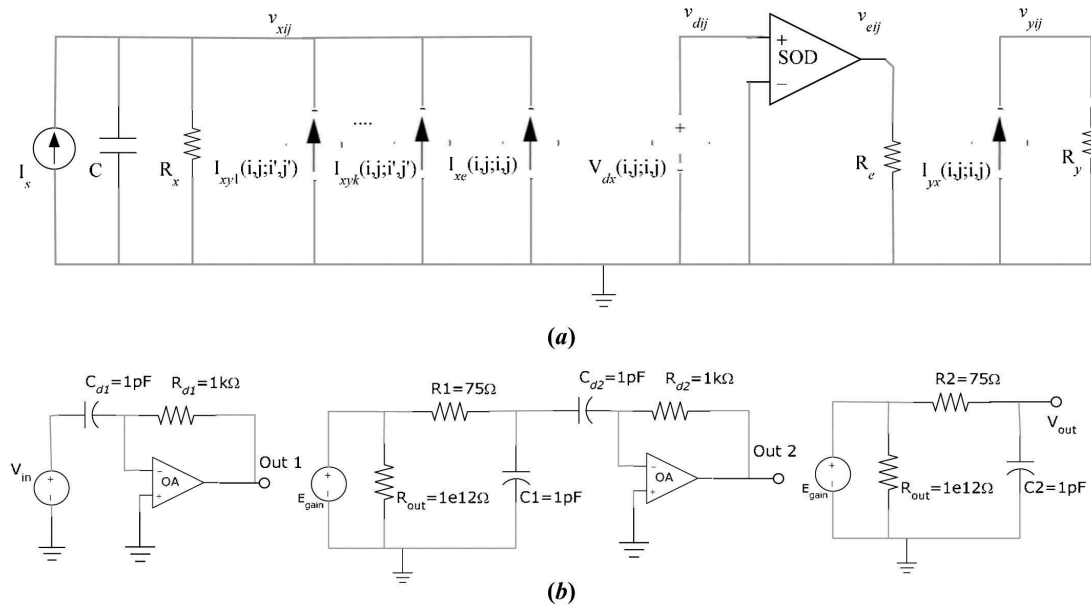 v_xij v_dij v_eij v_yij
+ SOD −
I_s C R_x I_xy1(i,j;i',j') .... I_xyk(i,j;i',j') I_xe(i,j;i,j) V_dx(i,j;i,j) + - R_e I_yx(i,j;i,j) R_y
(a)
C_d1=1pF R_d1=1kΩ R1=75Ω C_d2=1pF R_d2=1kΩ R2=75Ω
V_in + − − OA + Out 1 + − E_gain R_out=1e12Ω C1=1pF − OA + Out 2 + − E_gain R_out=1e12Ω C2=1pF V_out
(b)